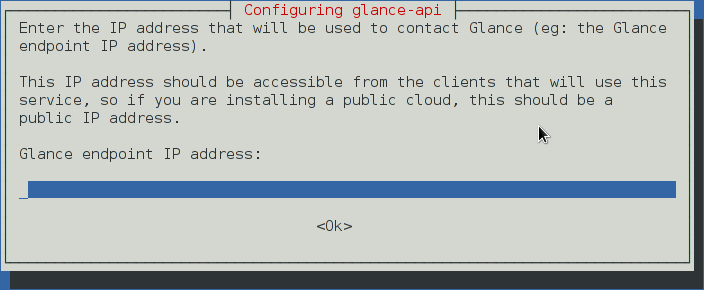 Configuring glance-api
Enter the IP address that will be used to contact Glance (eg: the Glance
endpoint IP address).
This IP address should be accessible from the clients that will use this
service, so if you are installing a public cloud, this should be a
public IP address.
Glance endpoint IP address:
<Ok>